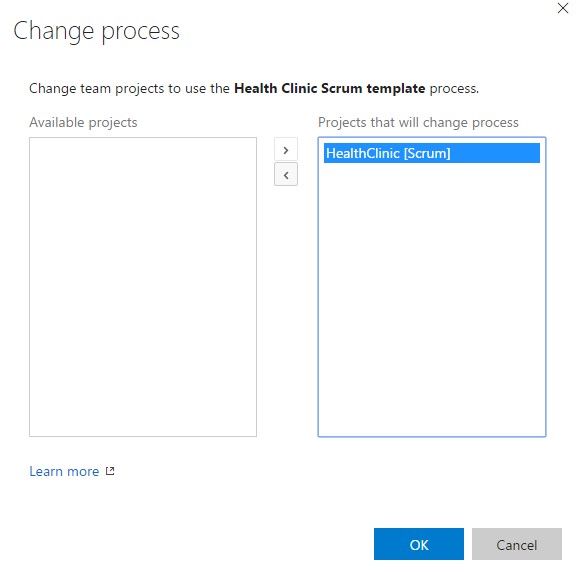 Change process
Change team projects to use the Health Clinic Scrum template process.
Available projects
Projects that will change process
HealthClinic [Scrum]
Learn more
OK
Cancel